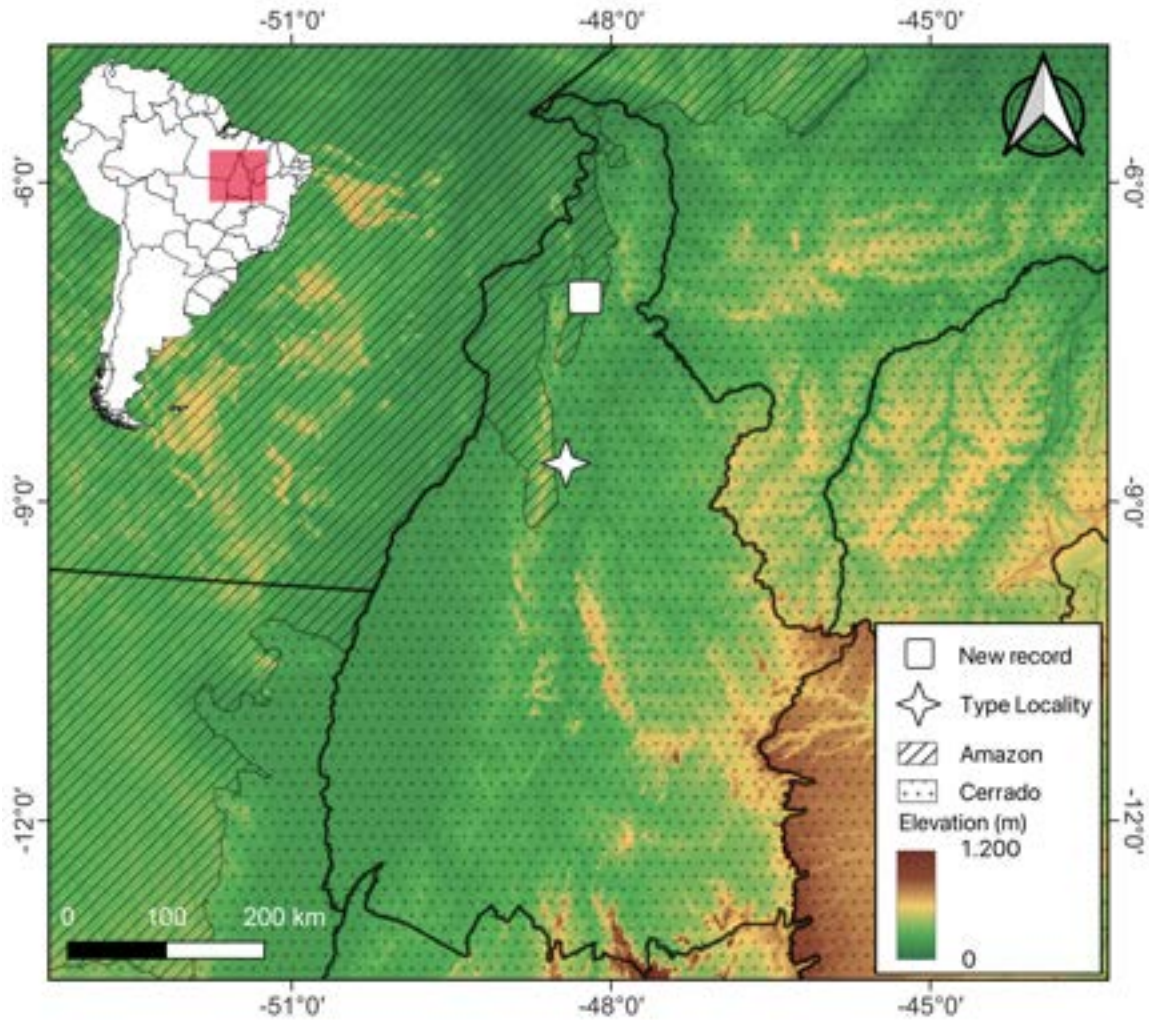 -51°0' -48°0' -45°0'
-6°0' -6°0'
-9°0' -9°0'
New record
Type Locality
Amazon
Cerrado
Elevation (m)
1.200
0
-12°0' -12°0'
0 100 200 km
-51°0' -48°0' -45°0'